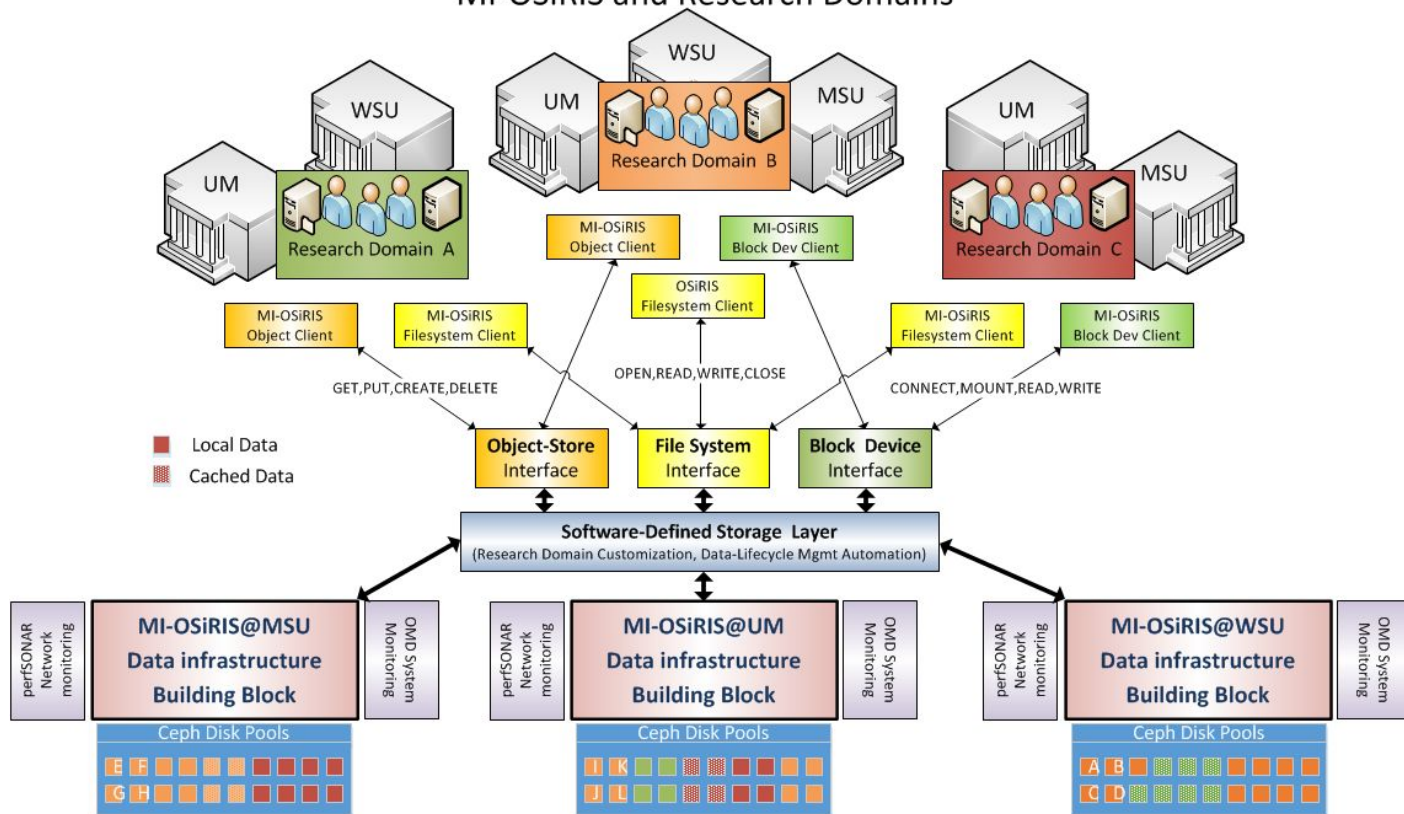 MI-OSiRIS and Research Domains
WSU
UM
MSU
Research Domain B
WSU
UM
Research Domain A
UM
MSU
Research Domain C
MI-OSiRIS
Object Client
MI-OSiRIS
Block Dev Client
OSiRIS
Filesystem Client
MI-OSiRIS
Object Client
MI-OSiRIS
Filesystem Client
MI-OSiRIS
Filesystem Client
MI-OSiRIS
Block Dev Client
GET,PUT,CREATE,DELETE
OPEN,READ,WRITE,CLOSE
CONNECT,MOUNT,READ,WRITE
Local Data
Cached Data
Object-Store
Interface
File System
Interface
Block Device
Interface
Software-Defined Storage Layer
(Research Domain Customization, Data-Lifecycle Mgmt Automation)
perfSONAR
Network
monitoring
MI-OSiRIS@MSU
Data infrastructure
Building Block
OMD System
Monitoring
Ceph Disk Pools
E F
G H
perfSONAR
Network
monitoring
MI-OSiRIS@UM
Data infrastructure
Building Block
OMD System
Monitoring
Ceph Disk Pools
I K
J L
perfSONAR
Network
monitoring
MI-OSiRIS@WSU
Data infrastructure
Building Block
OMD System
Monitoring
Ceph Disk Pools
A B
C D